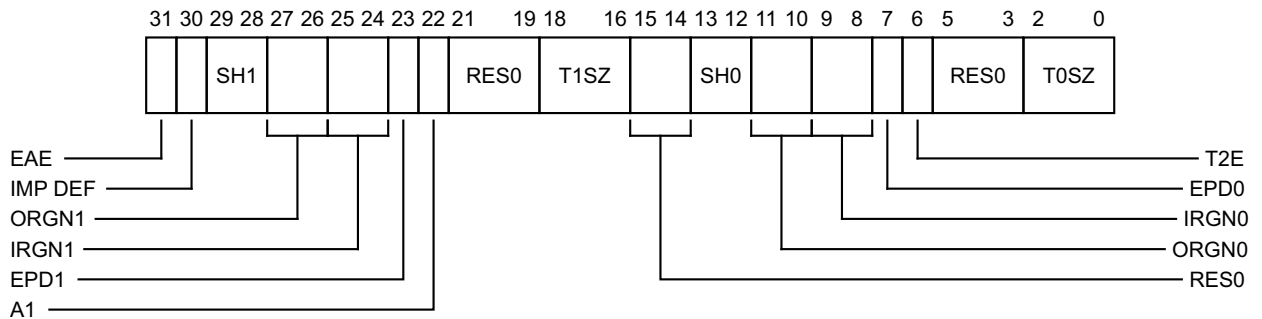 31 30 29 28 27 26 25 24 23 22 21 19 18 16 15 14 13 12 11 10 9 8 7 6 5 3 2 0
SH1 RES0 T1SZ SH0 RES0 T0SZ
EAE T2E
IMP DEF EPD0
ORGN1 IRGN0
IRGN1 ORGN0
EPD1 RES0
A1